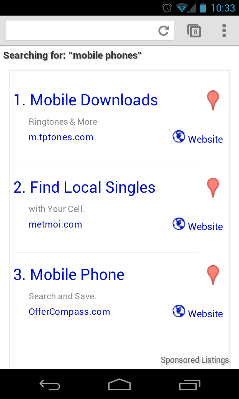 10:33
8
Searching for: "mobile phones"
1. Mobile Downloads
Ringtones & More
m.tptones.com
Website
2. Find Local Singles
with Your Cell.
metmoi.com
Website
3. Mobile Phone
Search and Save.
OfferCompass.com
Website
Sponsored Listings